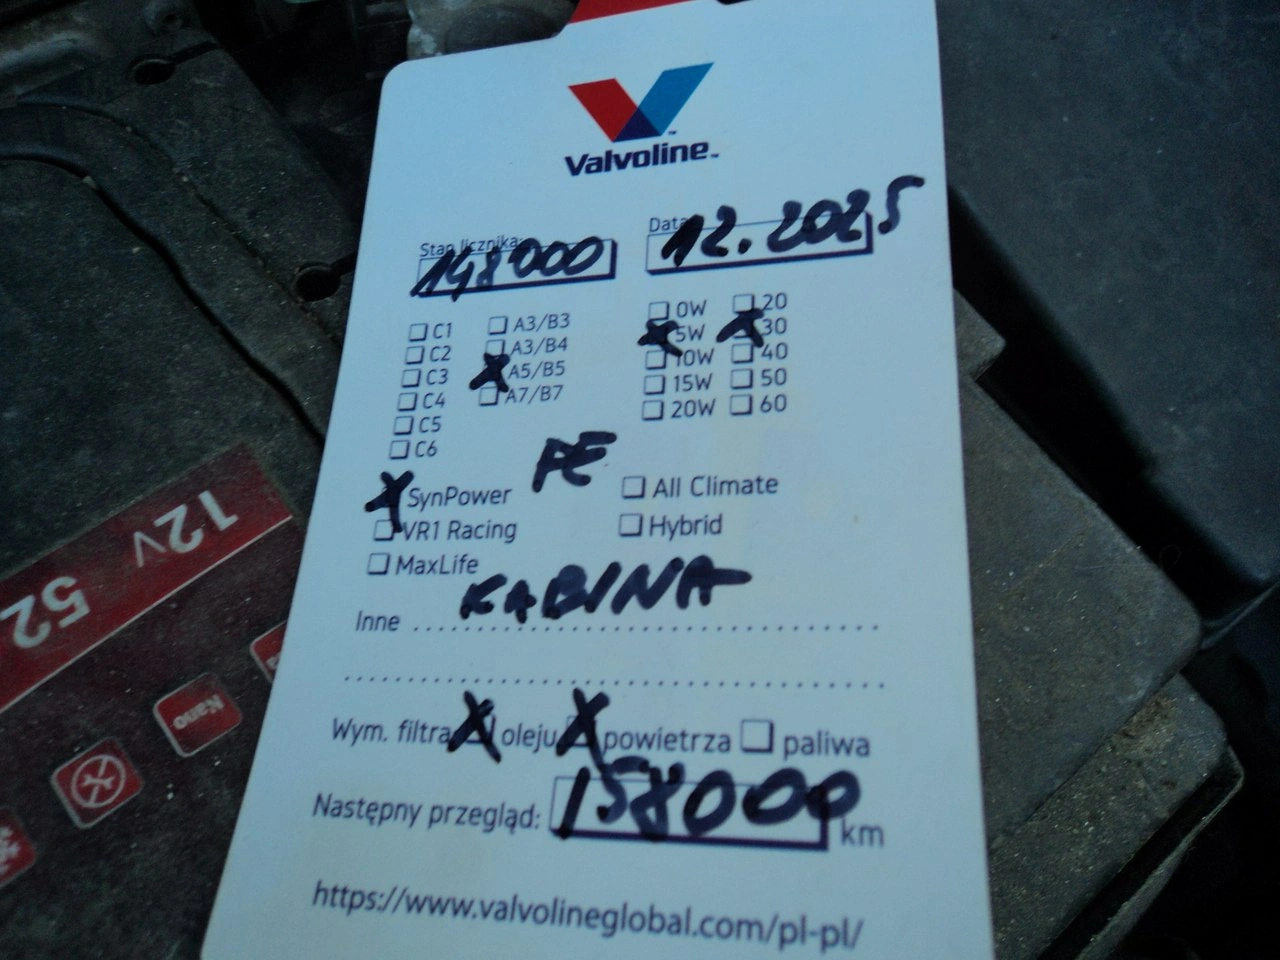 Valvoline™
Stan licznika: Data
148000 12.2025
C1 A3/B3 0W 20
C2 A3/B4 5W 30
C3 A5/B5 10W 40
C4 A7/B7 15W 50
C5 20W 60
C6
FE
SynPower All Climate
VR1 Racing Hybrid
MaxLife
Inne KABINA
Wym. filtra oleju powietrza paliwa
Następny przegląd: 158000 km
https://www.valvolineglobal.com/pl-pl/
12V
52
Nano